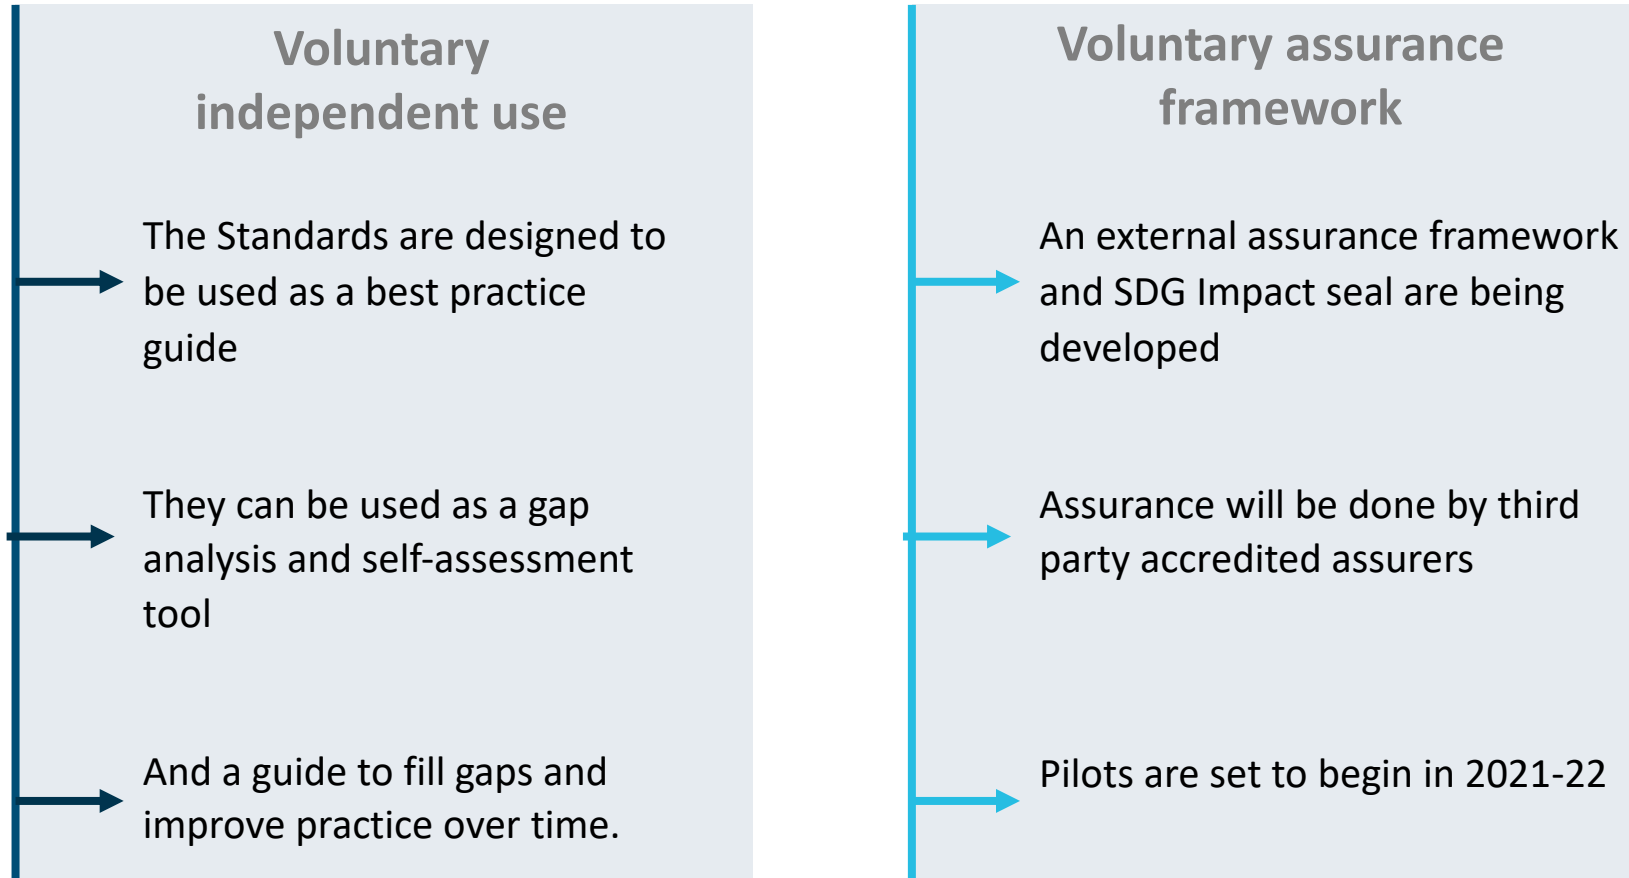 Voluntary
independent use
The Standards are designed to
be used as a best practice
guide
They can be used as a gap
analysis and self-assessment
tool
And a guide to fill gaps and
improve practice over time.
Voluntary assurance
framework
An external assurance framework
and SDG Impact seal are being
developed
Assurance will be done by third
party accredited assurers
Pilots are set to begin in 2021-22